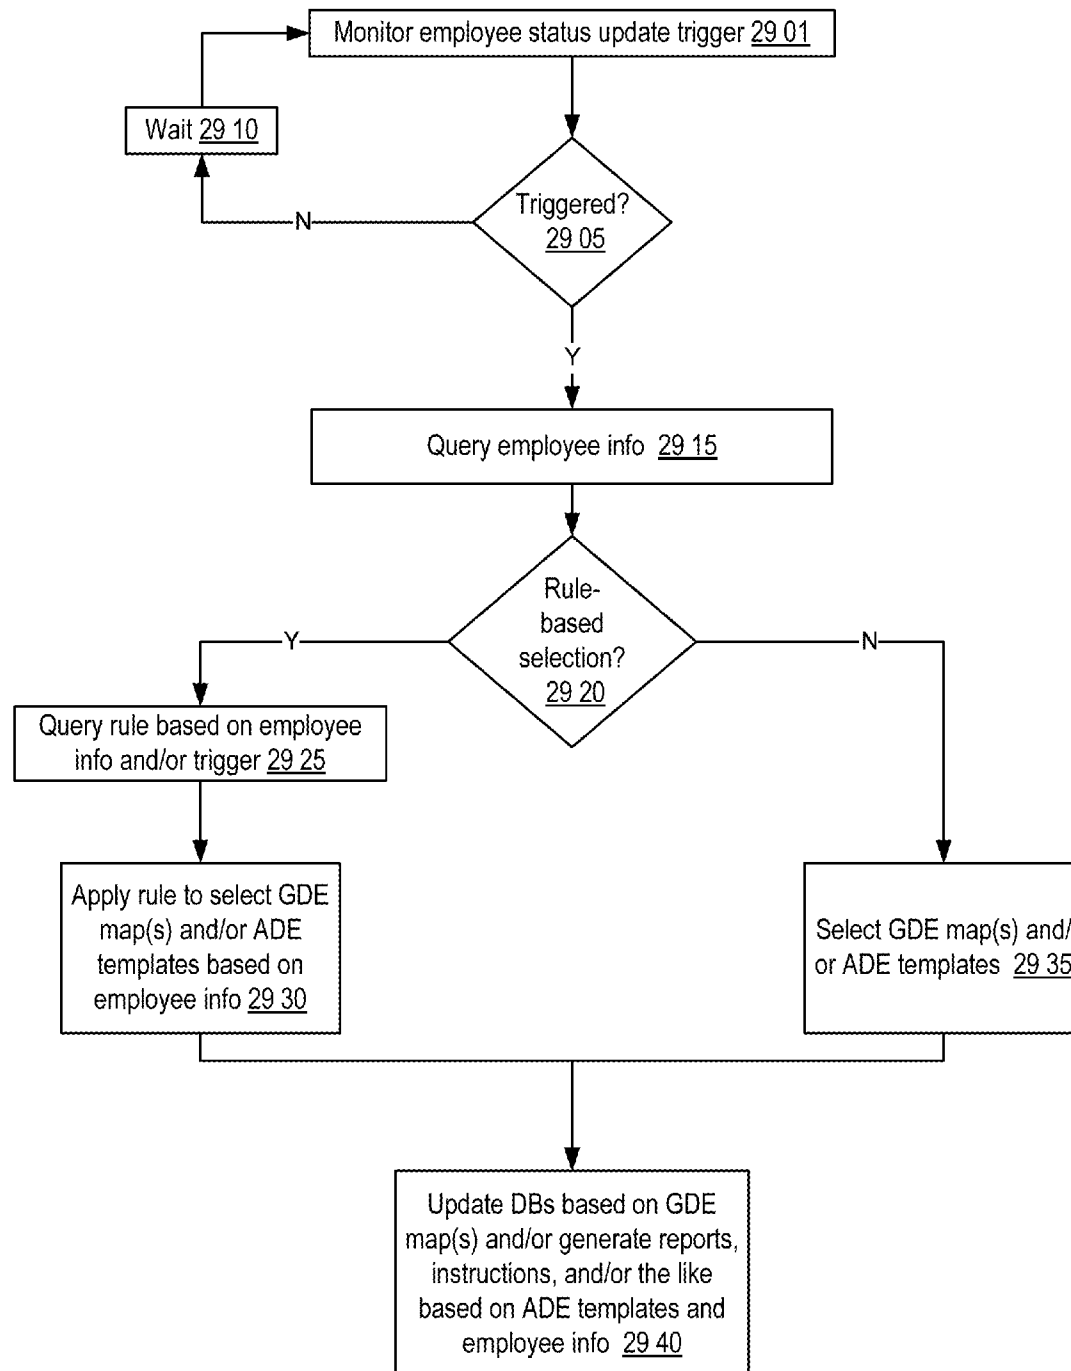 Monitor employee status update trigger 29 01
Wait 29 10
Triggered?
29 05
N
Y
Query employee info 29 15
Rule-
based
selection?
29 20
Y
N
Query rule based on employee
info and/or trigger 29 25
Apply rule to select GDE
map(s) and/or ADE
templates based on
employee info 29 30
Select GDE map(s) and/
or ADE templates 29 35
Update DBs based on GDE
map(s) and/or generate reports,
instructions, and/or the like
based on ADE templates and
employee info 29 40